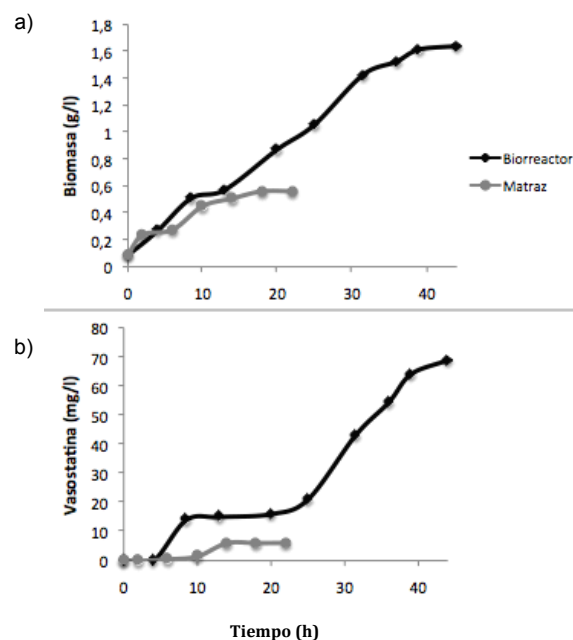 a)
Biomasa (g/l)
1,8
1,6
1,4
1,2
1
0,8
0,6
0,4
0,2
0
0 10 20 30 40
Biorreactor
Matraz
b)
Vasostatina (mg/l)
80
70
60
50
40
30
20
10
0
0 10 20 30 40
Tiempo (h)